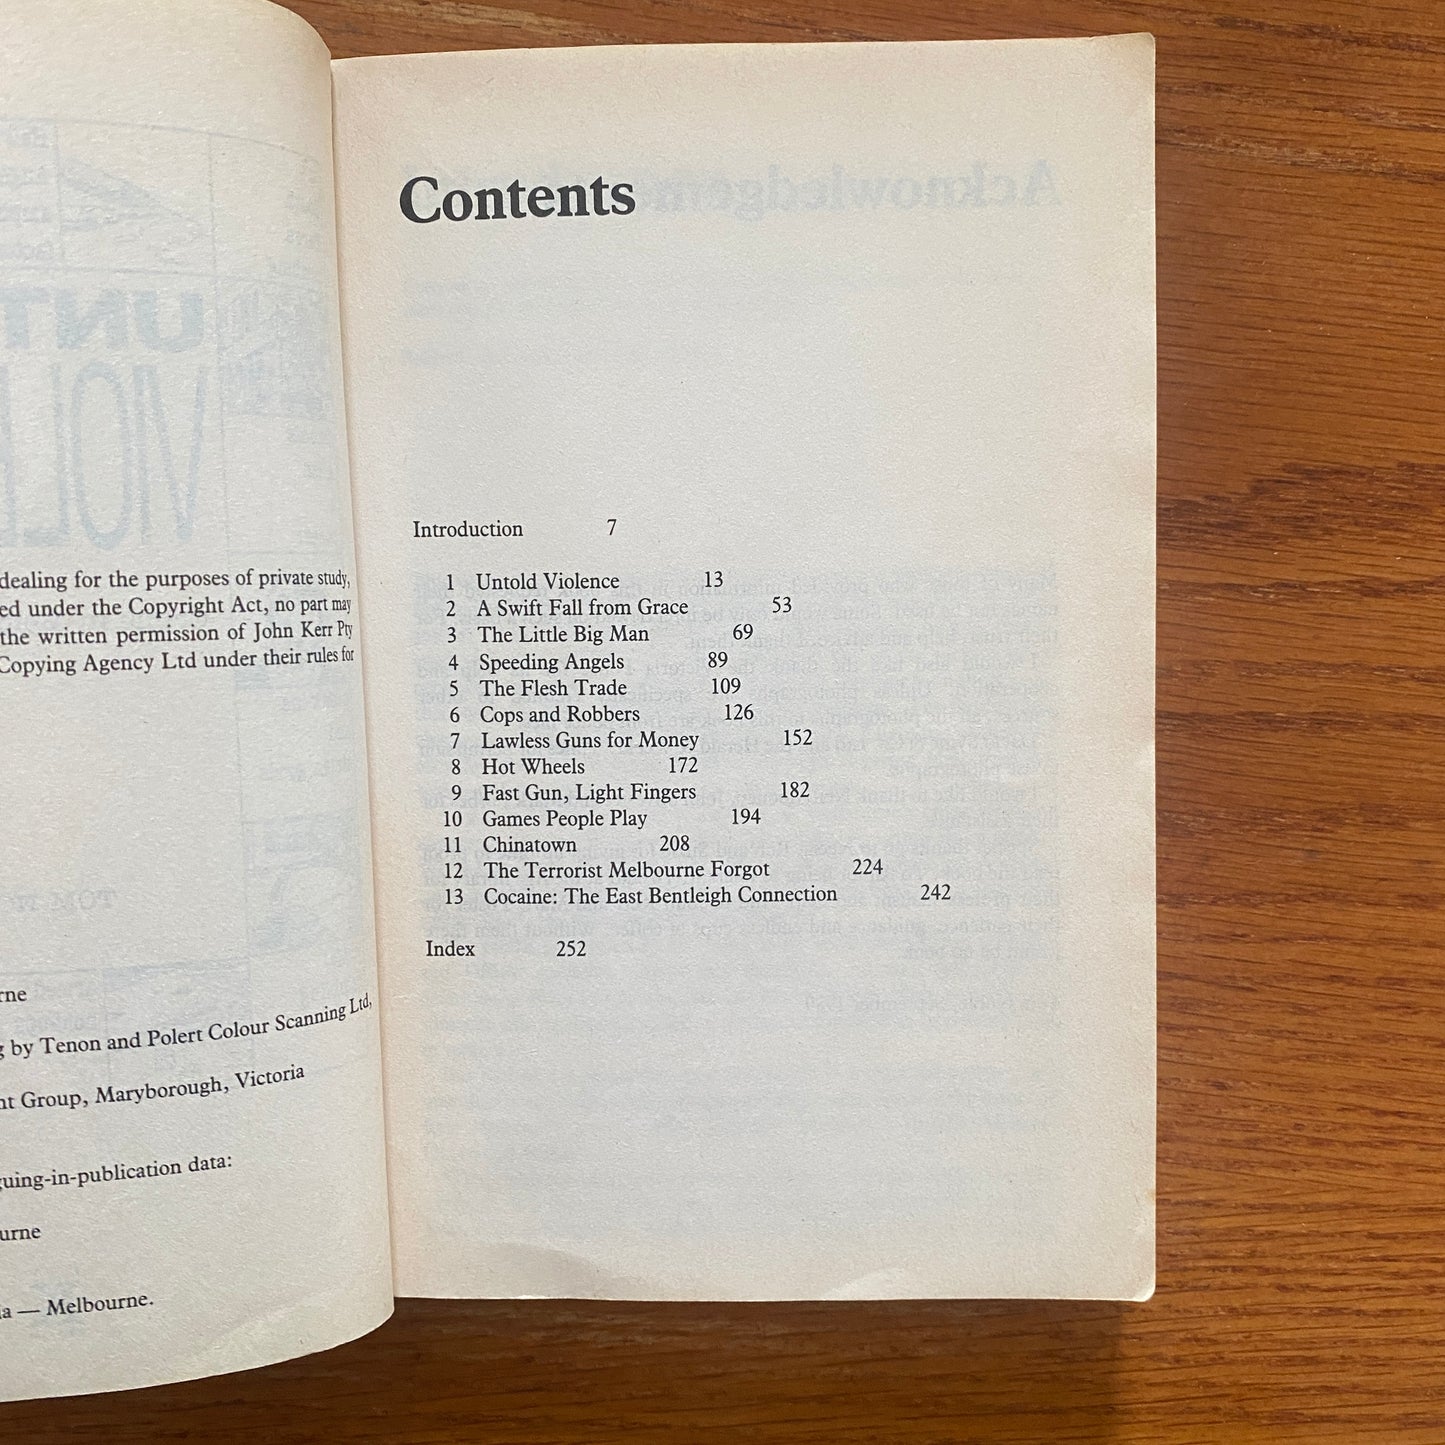 dealing for the purposes of private study,
ed under the Copyright Act, no part may
the written permission of John Kerr Pty
Copying Agency Ltd under their rules for
rne
g by Tenon and Polert Colour Scanning Ltd,
nt Group, Maryborough, Victoria
guing-in-publication data:
urne
ia — Melbourne.
Contents
Introduction 7
1 Untold Violence 13
2 A Swift Fall from Grace 53
3 The Little Big Man 69
4 Speeding Angels 89
5 The Flesh Trade 109
6 Cops and Robbers 126
7 Lawless Guns for Money 152
8 Hot Wheels 172
9 Fast Gun, Light Fingers 182
10 Games People Play 194
11 Chinatown 208
12 The Terrorist Melbourne Forgot 224
13 Cocaine: The East Bentleigh Connection 242
Index 252